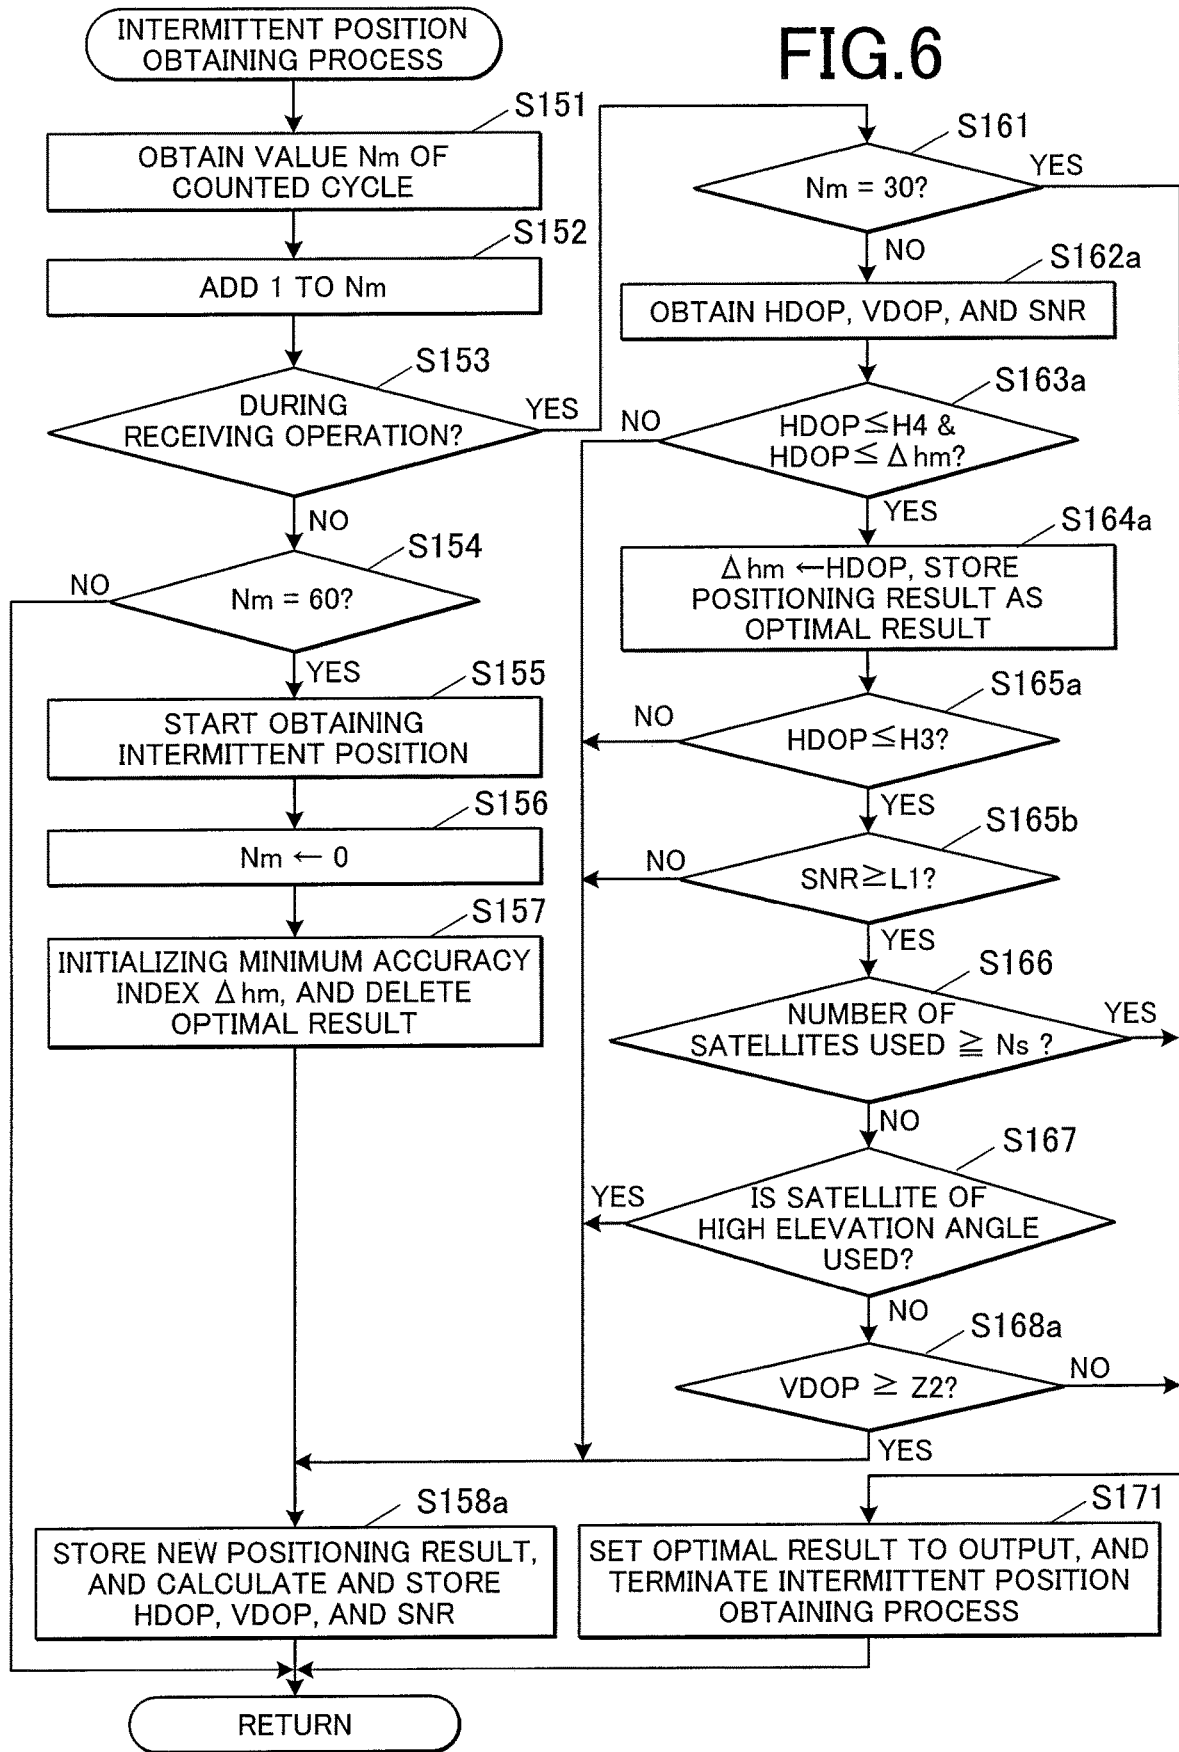 INTERMITTENT POSITION
OBTAINING PROCESS
FIG.6
S151
OBTAIN VALUE Nm OF
COUNTED CYCLE
S152
ADD 1 TO Nm
S153
DURING
RECEIVING OPERATION?
YES
NO
S154
NO
Nm = 60?
YES
S155
START OBTAINING
INTERMITTENT POSITION
S156
Nm ← 0
S157
INITIALIZING MINIMUM ACCURACY
INDEX Δhm, AND DELETE
OPTIMAL RESULT
S158a
STORE NEW POSITIONING RESULT,
AND CALCULATE AND STORE
HDOP, VDOP, AND SNR
RETURN
S161
YES
Nm = 30?
NO
S162a
OBTAIN HDOP, VDOP, AND SNR
S163a
NO
HDOP≦H4 &
HDOP≦ Δhm?
YES
S164a
Δhm ←HDOP, STORE
POSITIONING RESULT AS
OPTIMAL RESULT
S165a
NO
HDOP≦H3?
YES
S165b
NO
SNR≧L1?
YES
S166
NUMBER OF
SATELLITES USED ≧ Ns ?
YES
NO
S167
YES
IS SATELLITE OF
HIGH ELEVATION ANGLE
USED?
NO
S168a
VDOP ≧ Z2?
NO
YES
S171
SET OPTIMAL RESULT TO OUTPUT, AND
TERMINATE INTERMITTENT POSITION
OBTAINING PROCESS